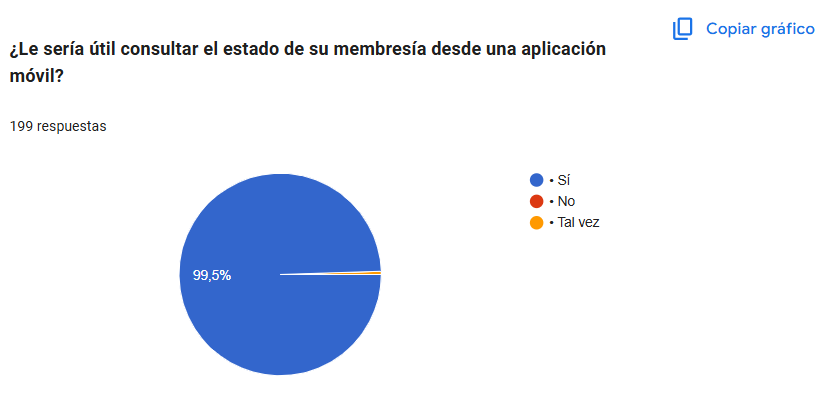 Copiar gráfico
¿Le sería útil consultar el estado de su membresía desde una aplicación
móvil?
199 respuestas
• Sí
• No
• Tal vez
99,5%